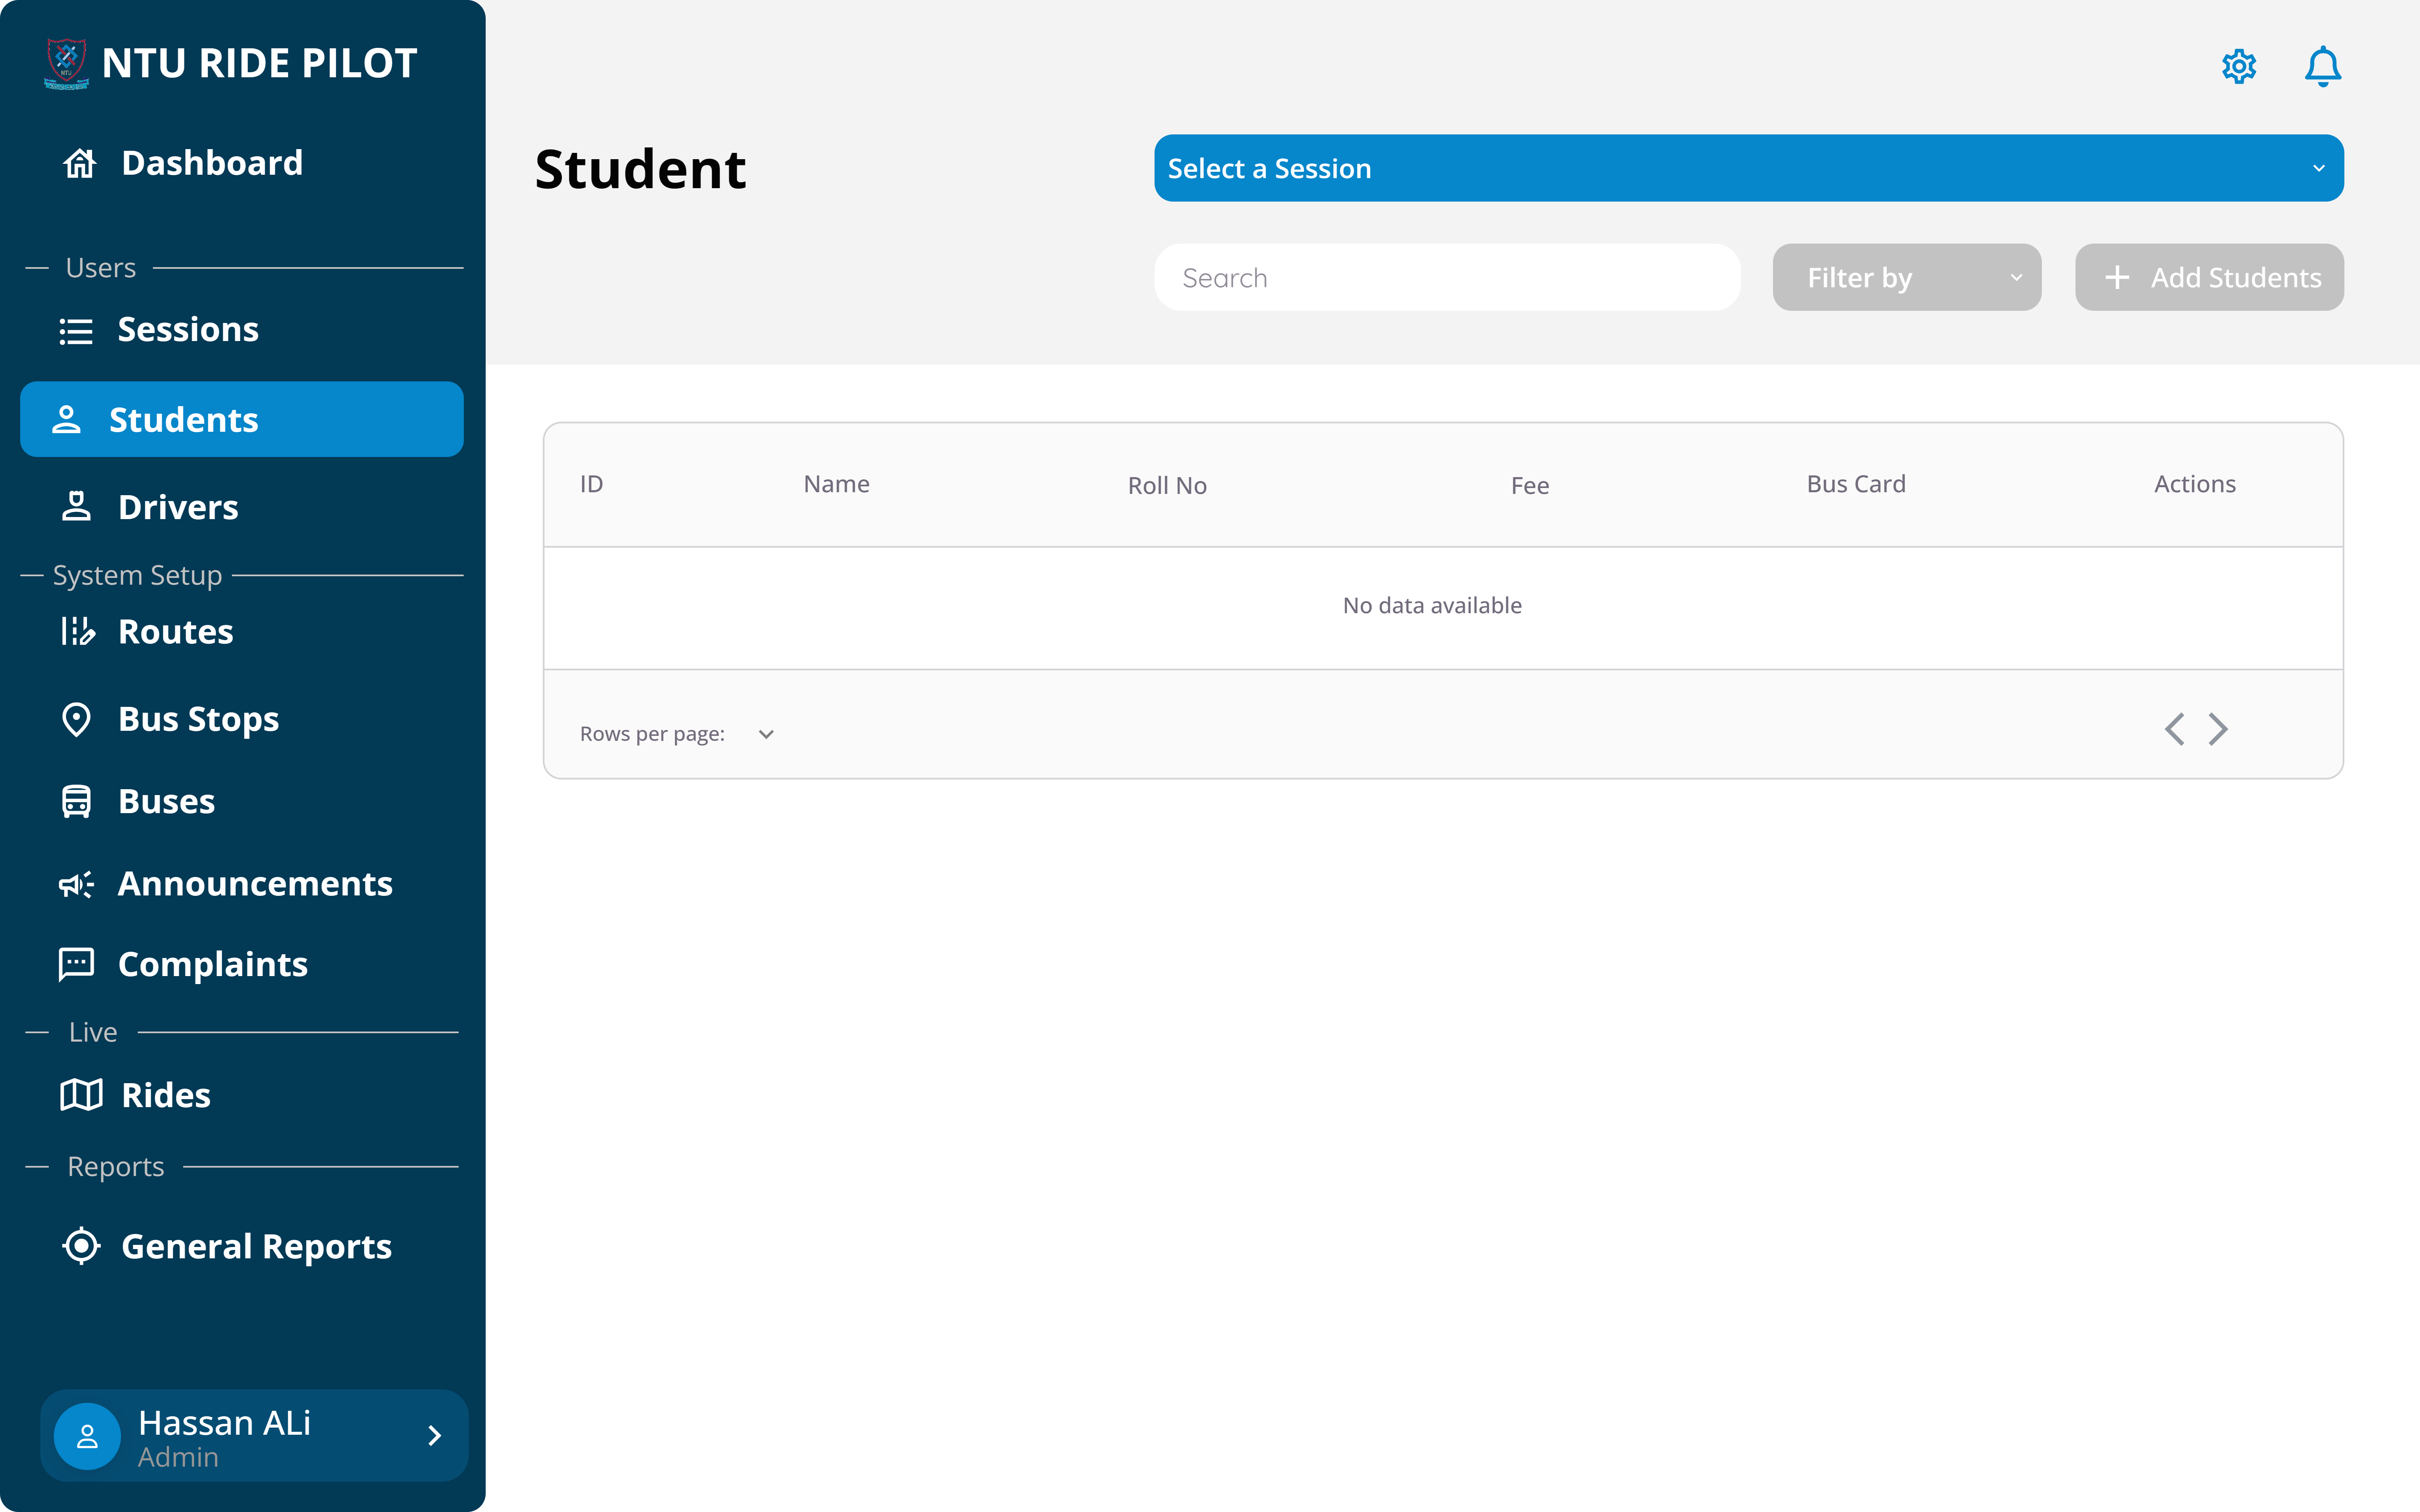 NTU RIDE PILOT
NTU
Dashboard
Users
Sessions
Students
Drivers
System Setup
Routes
Bus Stops
Buses
Announcements
Complaints
Live
Rides
Reports
General Reports
Hassan ALi
Admin
Student
Select a Session
Search
Filter by
Add Students
ID Name Roll No Fee Bus Card Actions
No data available
Rows per page: